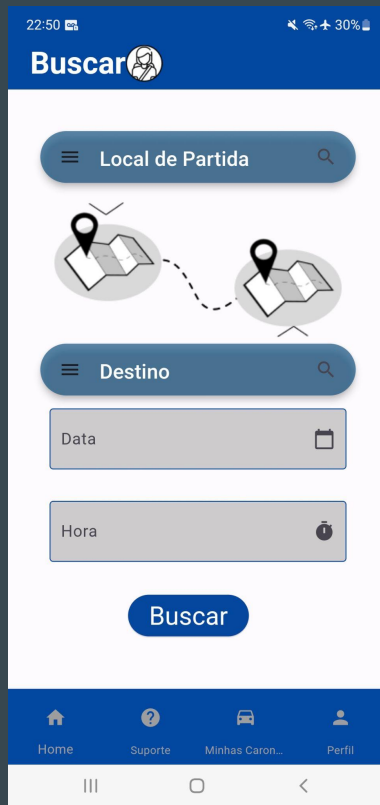 22:50 30%
Buscar
Local de Partida
Destino
Data
Hora
Buscar
Home Suporte Minhas Caron... Perfil